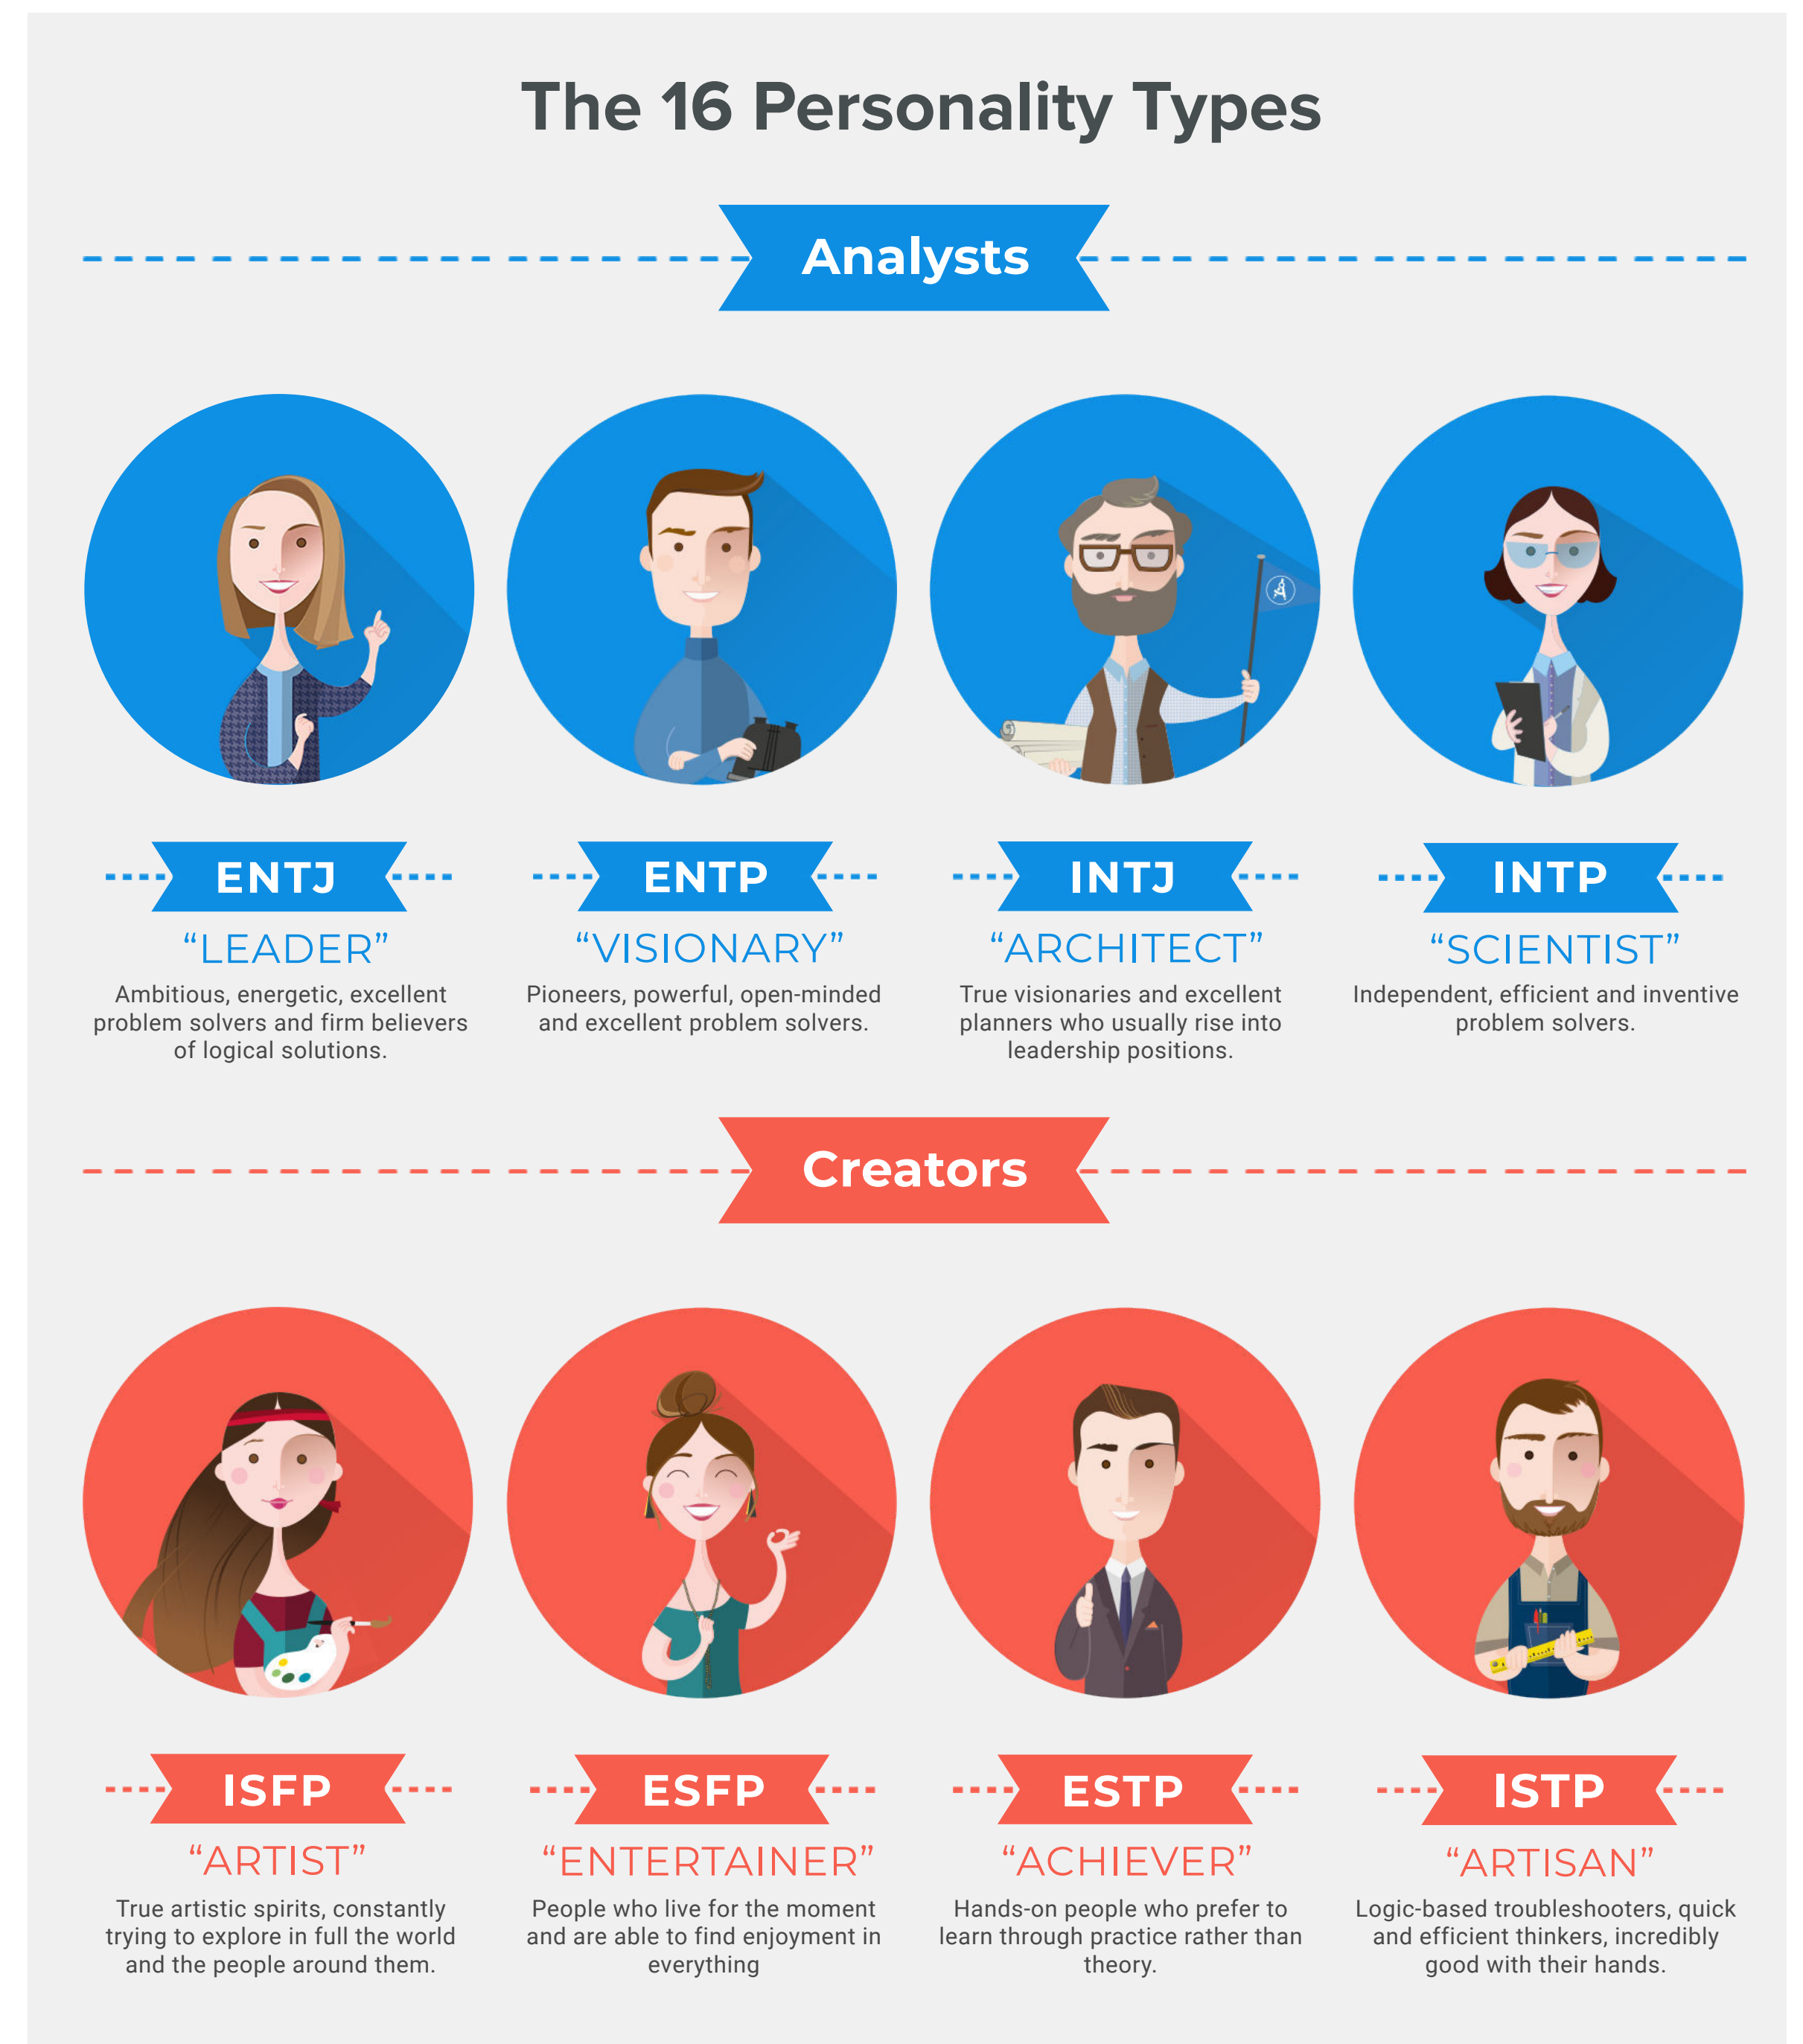 The 16 Personality Types
Analysts
ENTJ
“LEADER”
Ambitious, energetic, excellent
problem solvers and firm believers
of logical solutions.
ENTP
“VISIONARY”
Pioneers, powerful, open-minded
and excellent problem solvers.
INTJ
“ARCHITECT”
True visionaries and excellent
planners who usually rise into
leadership positions.
INTP
“SCIENTIST”
Independent, efficient and inventive
problem solvers.
Creators
ISFP
“ARTIST”
True artistic spirits, constantly
trying to explore in full the world
and the people around them.
ESFP
“ENTERTAINER”
People who live for the moment
and are able to find enjoyment in
everything
ESTP
“ACHIEVER”
Hands-on people who prefer to
learn through practice rather than
theory.
ISTP
“ARTISAN”
Logic-based troubleshooters, quick
and efficient thinkers, incredibly
good with their hands.